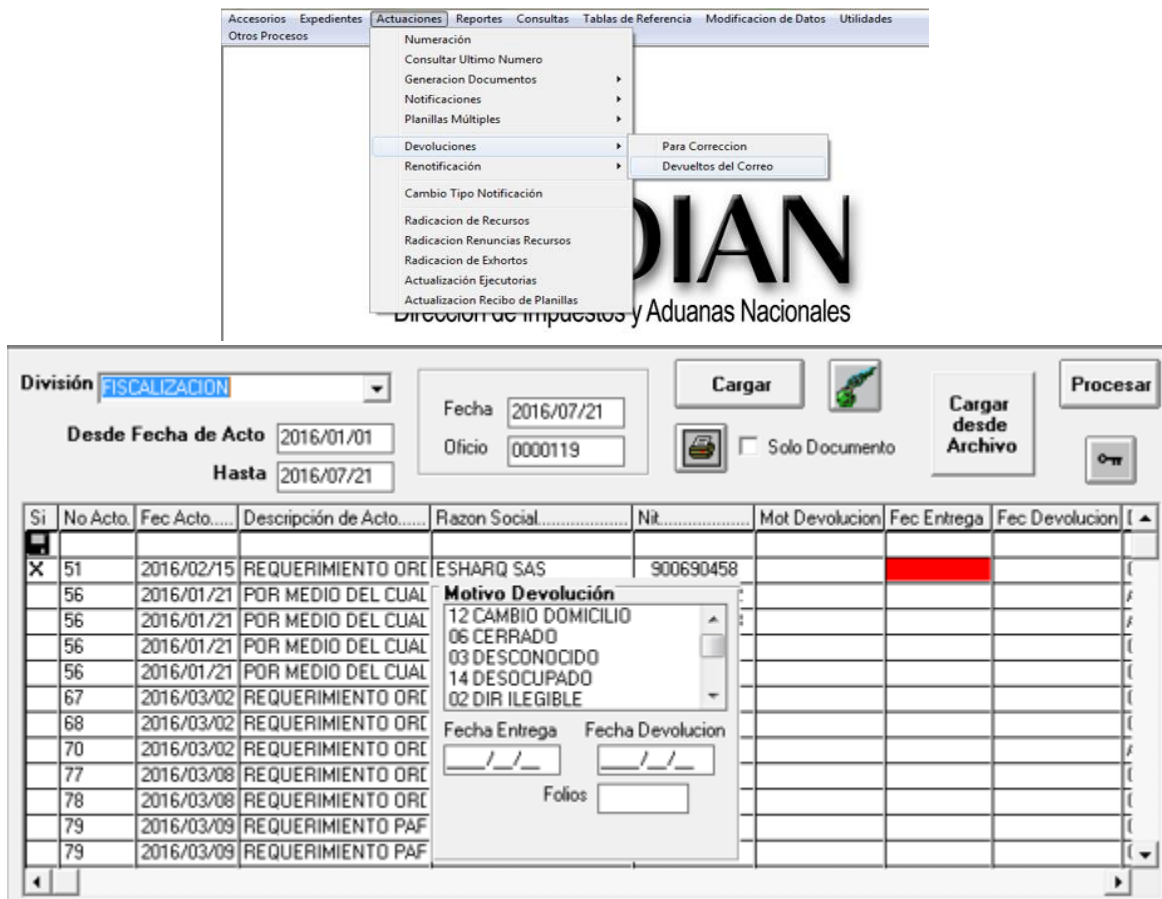 Accesorios Expedientes Actuaciones Reportes Consultas Tablas de Referencia Modificacion de Datos Utilidades
Otros Procesos
Numeración
Consultar Ultimo Numero
Generacion Documentos
Notificaciones
Planillas Múltiples
Devoluciones
Para Correccion
Renotificación
Devueltos del Correo
Cambio Tipo Notificación
Radicacion de Recursos
Radicacion Renuncias Recursos
Radicacion de Exhortos
Actualización Ejecutorias
Actualizacion Recibo de Planillas
DIAN
Dirección de Impuestos y Aduanas Nacionales
División FISCALIZACION
Desde Fecha de Acto 2016/01/01
Hasta 2016/07/21
Fecha 2016/07/21
Oficio 0000119
Cargar
Solo Documento
Cargar
desde
Archivo
Procesar
Si No Acto. Fec Acto..... Descripción de Acto...... Razon Social................. Nit................. Mot Devolucion Fec Entrega Fec Devolucion
X 51 2016/02/15 REQUERIMIENTO ORD ESHARQ SAS 900690458
56 2016/01/21 POR MEDIO DEL CUAL
56 2016/01/21 POR MEDIO DEL CUAL
56 2016/01/21 POR MEDIO DEL CUAL
56 2016/01/21 POR MEDIO DEL CUAL
67 2016/03/02 REQUERIMIENTO ORD
68 2016/03/02 REQUERIMIENTO ORD
70 2016/03/02 REQUERIMIENTO ORD
77 2016/03/08 REQUERIMIENTO ORD
78 2016/03/08 REQUERIMIENTO ORD
79 2016/03/09 REQUERIMIENTO PAR
79 2016/03/09 REQUERIMIENTO PAR
Motivo Devolución
12 CAMBIO DOMICILIO
06 CERRADO
03 DESCONOCIDO
14 DESOCUPADO
02 DIR ILEGIBLE
Fecha Entrega Fecha Devolucion
___/_/_ ___/_/_
Folios